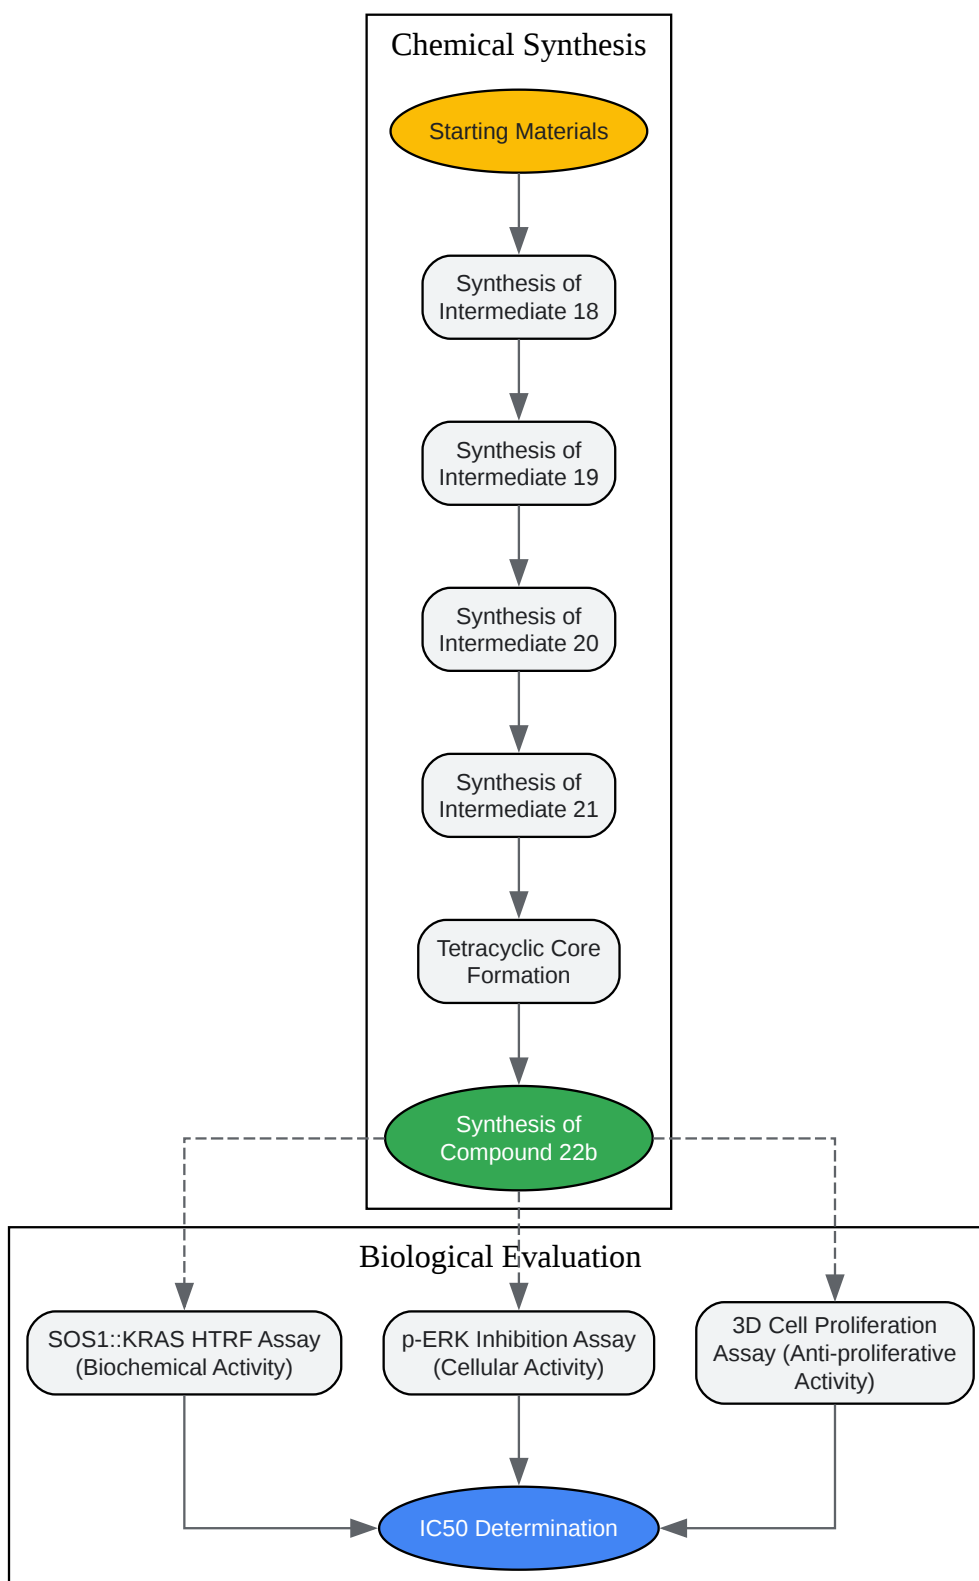 Chemical Synthesis
Starting Materials
Synthesis of
Intermediate 18
Synthesis of
Intermediate 19
Synthesis of
Intermediate 20
Synthesis of
Intermediate 21
Tetracyclic Core
Formation
Synthesis of
Compound 22b
Biological Evaluation
SOS1::KRAS HTRF Assay
(Biochemical Activity)
p-ERK Inhibition Assay
(Cellular Activity)
3D Cell Proliferation
Assay (Anti-proliferative
Activity)
IC50 Determination